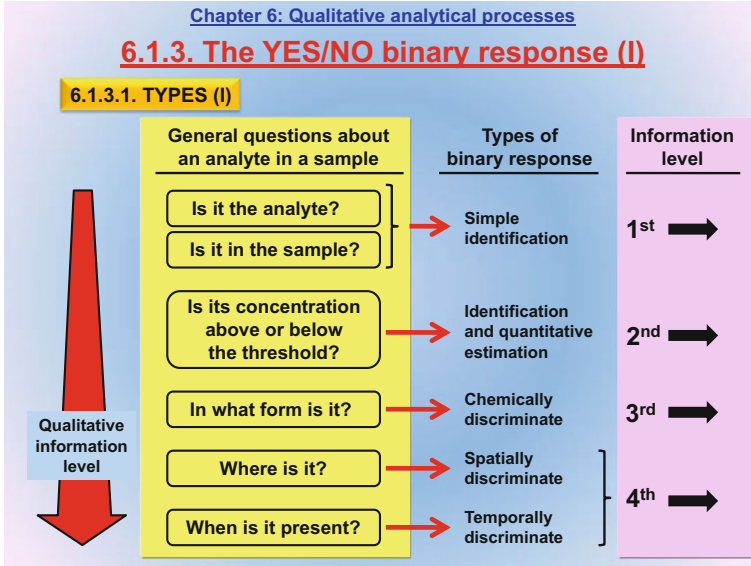 Chapter 6: Qualitative analytical processes
6.1.3. The YES/NO binary response (I)
6.1.3.1. TYPES (I)
General questions about
an analyte in a sample
Types of
binary response
Information
level
Is it the analyte?
Is it in the sample?
Simple
identification
1st
Is its concentration
above or below
the threshold?
Identification
and quantitative
estimation
2nd
In what form is it?
Chemically
discriminate
3rd
Qualitative
information
level
Where is it?
Spatially
discriminate
4th
When is it present?
Temporally
discriminate